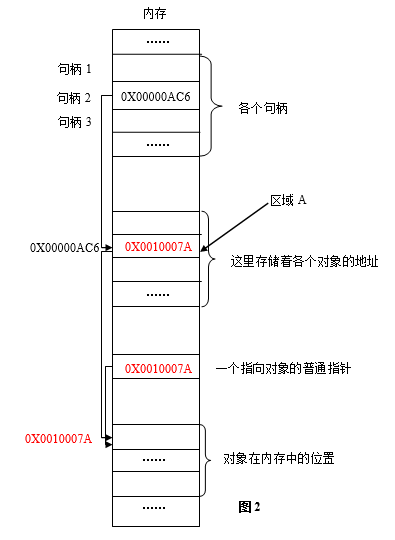 内存
……
句柄 1
句柄 2
0X00000AC6
句柄 3
各个句柄
……
区域 A
0X00000AC6
0X0010007A
这里存储着各个对象的地址
……
0X0010007A
一个指向对象的普通指针
0X0010007A
……
对象在内存中的位置
……
图 2